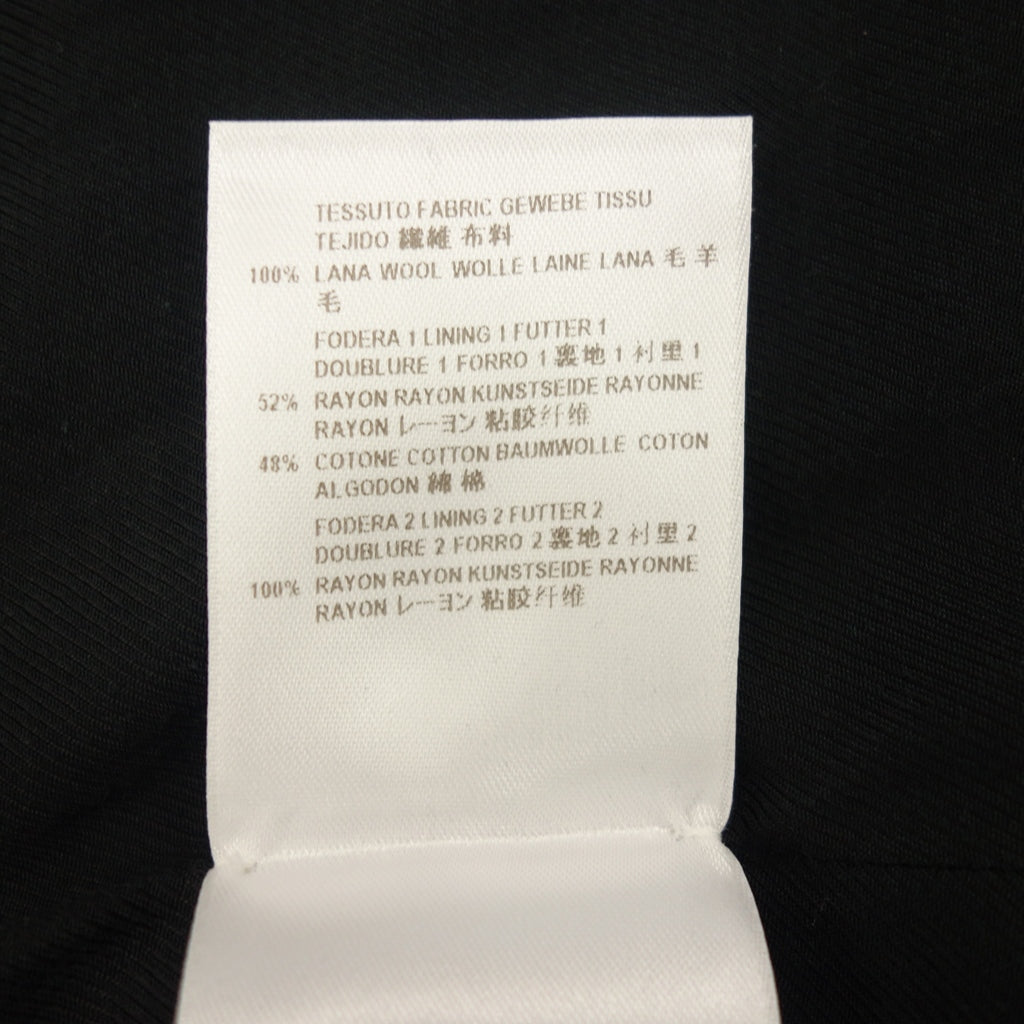 TESSUTO FABRIC GEWEBE TISSU
TEJIDO 繊維 布料
100% LANA WOOL WOLLE LAINE LANA 毛 羊
毛
FODERA 1 LINING 1 FUTTER 1
DOUBLURE 1 FORRO 1 裏地 1 衬里 1
52% RAYON RAYON KUNSTSEIDE RAYONNE
RAYON レーヨン 粘胶纤维
48% COTONE COTTON BAUMWOLLE COTON
ALGODON 綿 棉
FODERA 2 LINING 2 FUTTER 2
DOUBLURE 2 FORRO 2 裏地 2 衬里 2
100% RAYON RAYON KUNSTSEIDE RAYONNE
RAYON レーヨン 粘胶纤维